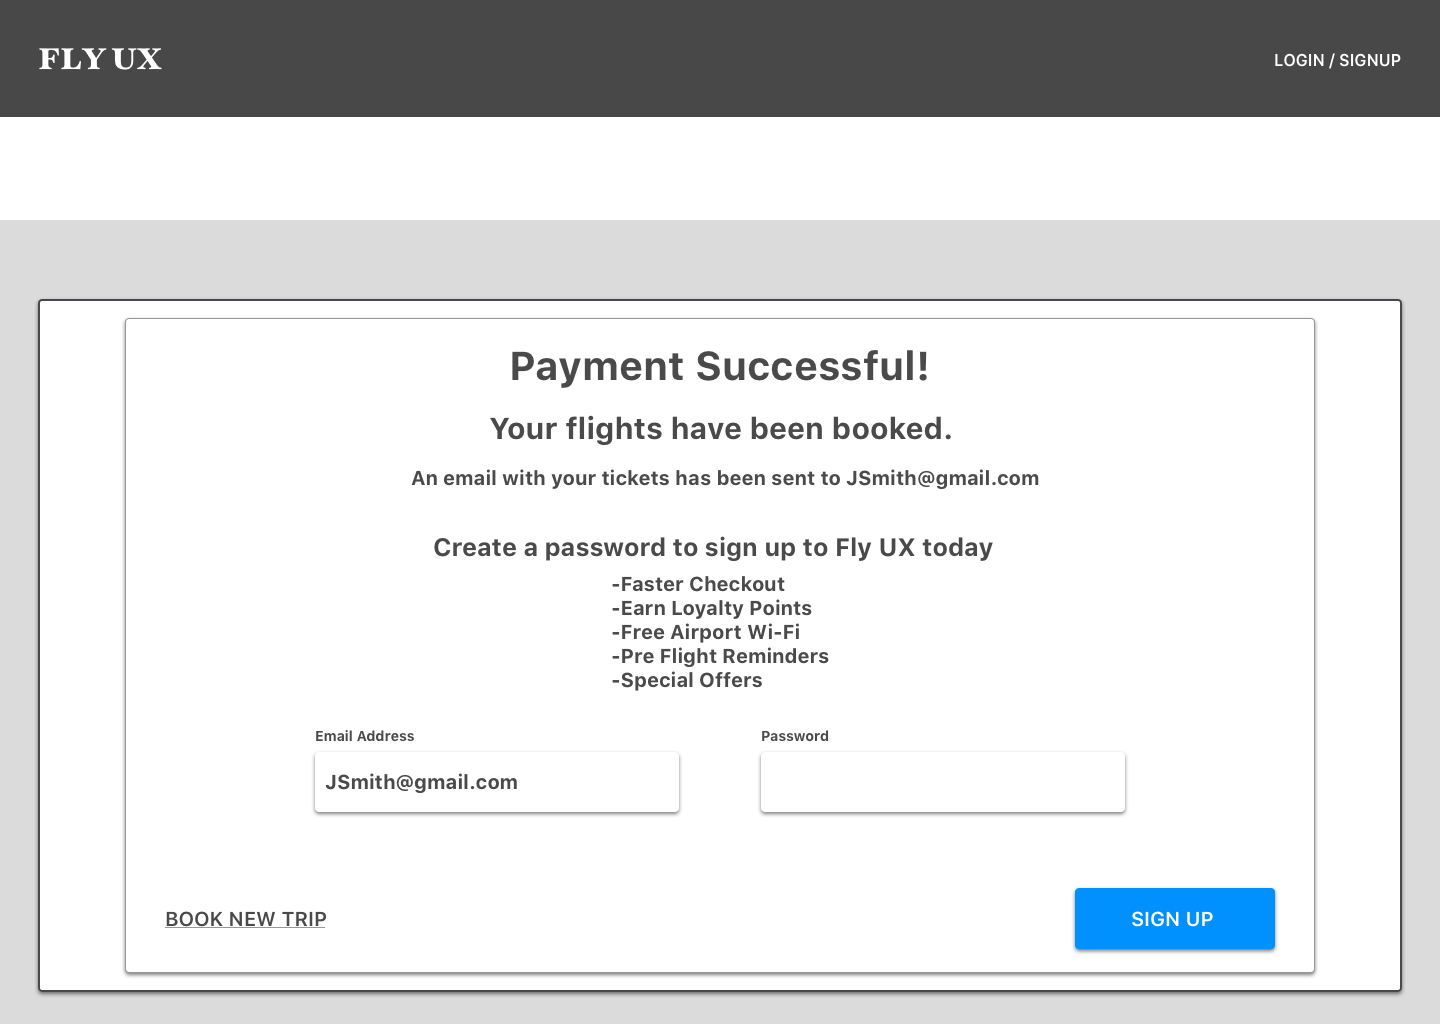 FLY UX
LOGIN / SIGNUP
Payment Successful!
Your flights have been booked.
An email with your tickets has been sent to JSmith@gmail.com
Create a password to sign up to Fly UX today
-Faster Checkout
-Earn Loyalty Points
-Free Airport Wi-Fi
-Pre Flight Reminders
-Special Offers
Email Address
Password
JSmith@gmail.com
BOOK NEW TRIP
SIGN UP